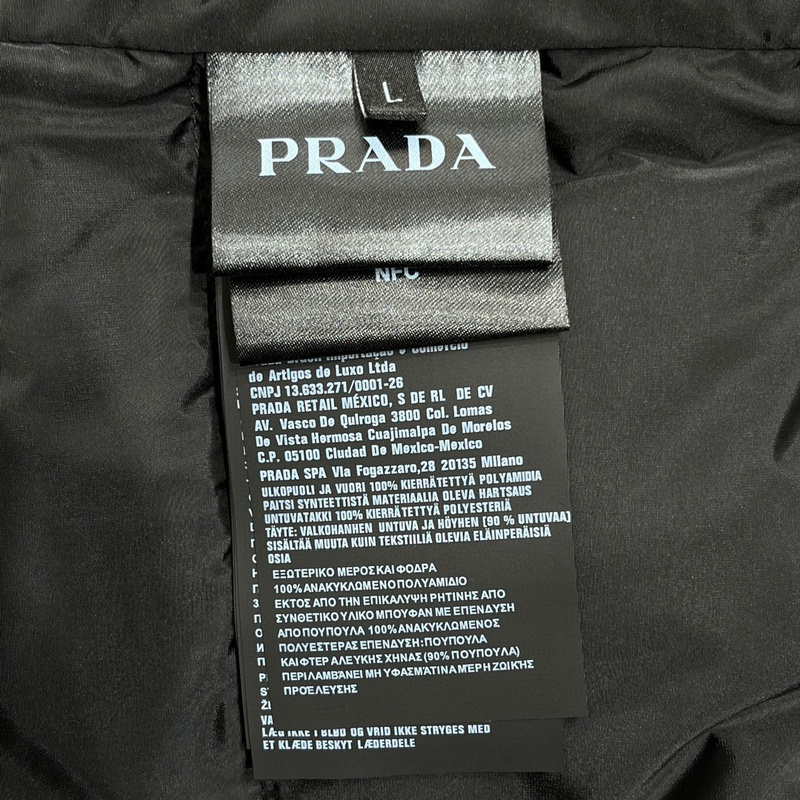 L
PRADA
NFC
Importação e Comércio
de Artigos de Luxo Ltda
CNPJ 13.633.271/0001-26
PRADA RETAIL MÉXICO, S DE RL DE CV
AV. Vasco De Quiroga 3800 Col. Lomas
De Vista Hermosa Cuajimalpa De Morelos
C.P. 05100 Ciudad De Mexico-Mexico
PRADA SPA VIa Fogazzaro,28 20135 Milano
ULKOPUOLI JA VUORI 100% KIERRÄTETTYÄ POLYAMIDIA
PAITSI SYNTEETTISTÄ MATERIAALIA OLEVA HARTSAUS
UNTUVATAKKI 100% KIERRÄTETTYÄ POLYESTERIÄ
TÄYTE: VALKOHANHEN UNTUVA JA HÖYHEN (90 % UNTUVAA)
SISÄLTÄÄ MUUTA KUIN TEKSTIILIÄ OLEVIA ELÄINPERÄISIÄ
OSIA
ΕΞΩΤΕΡΙΚΟ ΜΕΡΟΣ ΚΑΙ ΦΟΔΡΑ
100% ΑΝΑΚΥΚΛΩΜΕΝΟ ΠΟΛΥΑΜΙΔΙΟ
ΕΚΤΟΣ ΑΠΟ ΤΗΝ ΕΠΙΚΑΛΥΨΗ ΡΗΤΙΝΗΣ ΑΠΟ
ΣΥΝΘΕΤΙΚΟ ΥΛΙΚΟ ΜΠΟΥΦΑΝ ΜΕ ΕΠΕΝΔΥΣΗ
ΑΠΟ ΠΟΥΠΟΥΛΑ 100% ΑΝΑΚΥΚΛΩΜΕΝΟΣ
ΠΟΛΥΕΣΤΕΡΑΣ ΕΠΕΝΔΥΣΗ: ΠΟΥΠΟΥΛΑ
ΚΑΙ ΦΤΕΡ ΑΛΕΥΚΗΣ ΧΗΝΑΣ (90% ΠΟΥΠΟΥΛΑ)
ΠΕΡΙΛΑΜΒΑΝΕΙ ΜΗ ΥΦΑΣΜΑΤΙΝΑ ΜΕΡΗ ΖΩΙΚΗΣ
ΠΡΟΕΛΕΥΣΗΣ
LÆG IKKE I BLØD OG VRID IKKE STRYGES MED
ET KLÆDE BESKYT LÆDERDELE